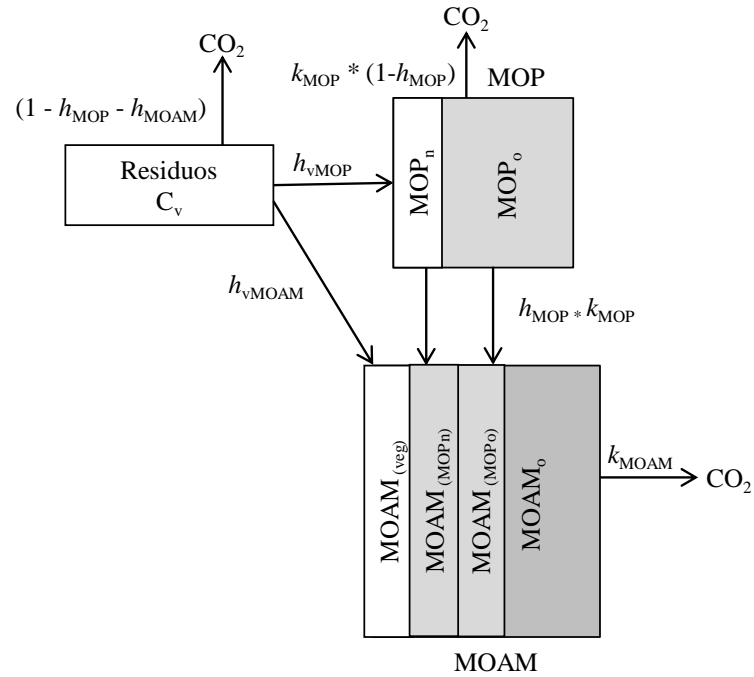 CO₂
(1 - hMOP - hMOAM)
Residuos
Cv
hvMOP
hvMOAM
CO₂
kMOP * (1-hMOP)
MOP
MOPn
MOPo
hMOP * kMOP
MOAM(veg)
MOAM(MOPn)
MOAM(MOPo)
MOAMo
kMOAM
CO₂
MOAM